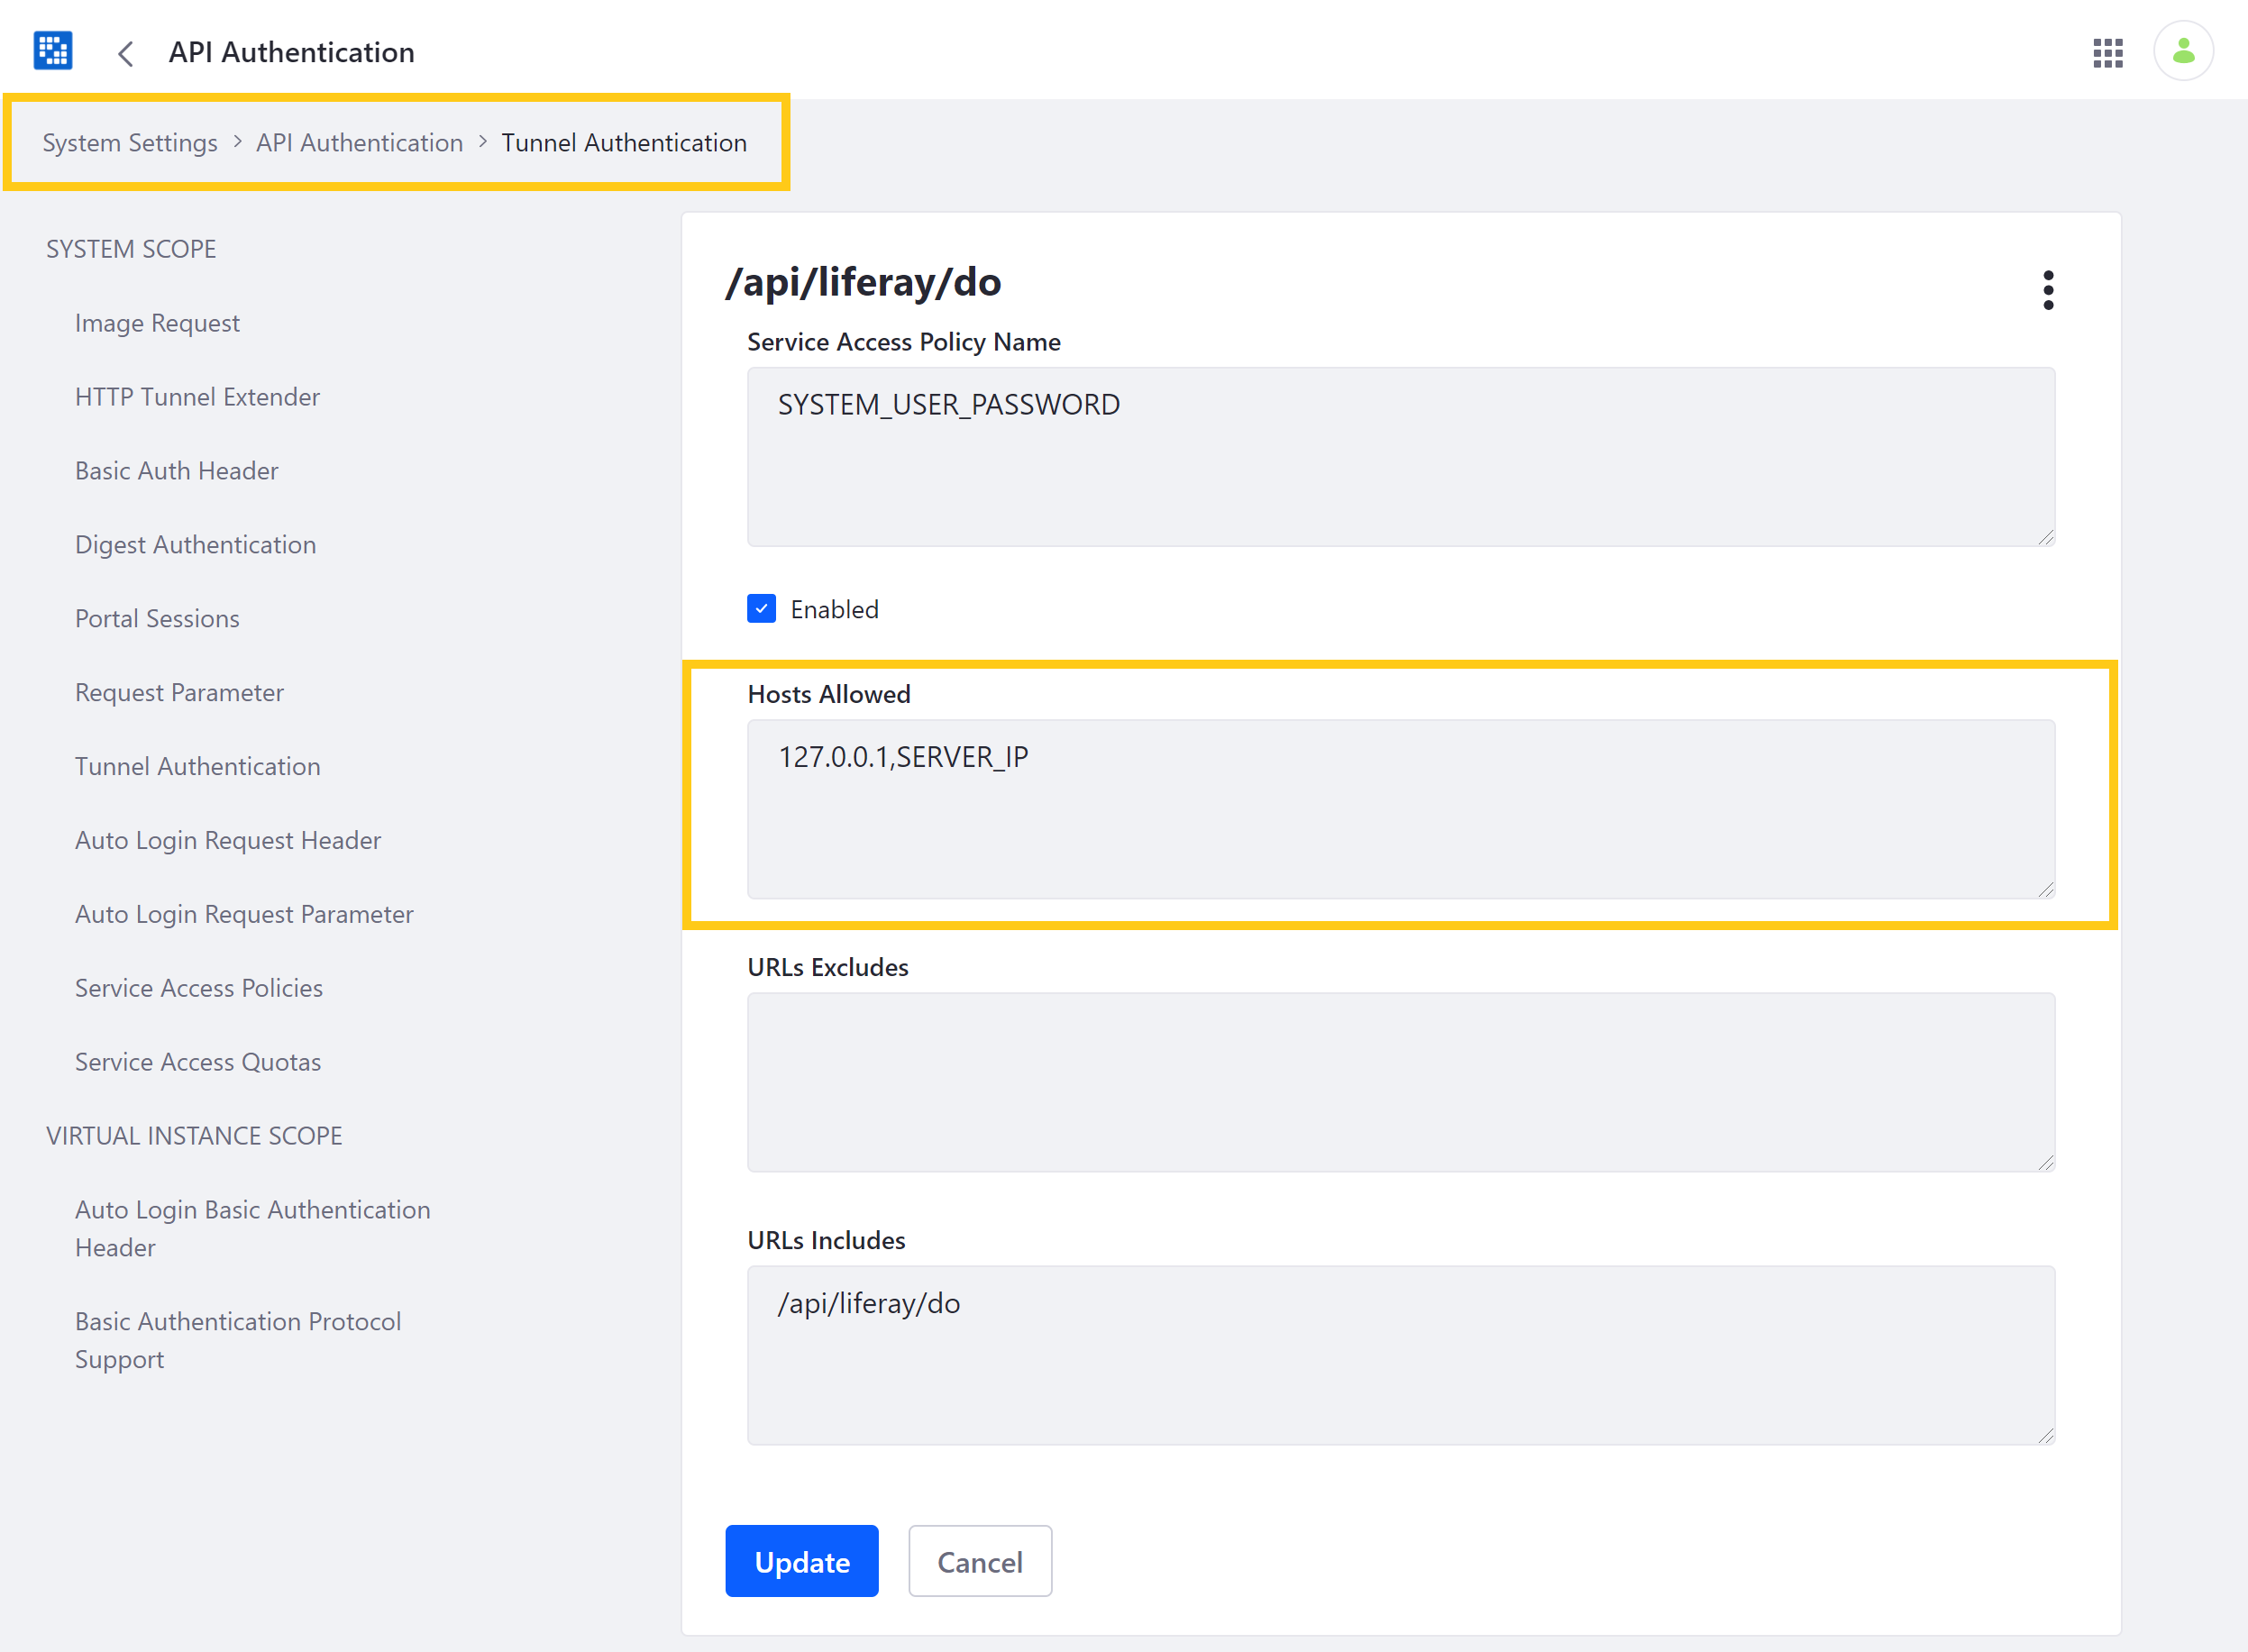 API Authentication
System Settings > API Authentication > Tunnel Authentication
SYSTEM SCOPE
Image Request
HTTP Tunnel Extender
Basic Auth Header
Digest Authentication
Portal Sessions
Request Parameter
Tunnel Authentication
Auto Login Request Header
Auto Login Request Parameter
Service Access Policies
Service Access Quotas
VIRTUAL INSTANCE SCOPE
Auto Login Basic Authentication
Header
Basic Authentication Protocol
Support
/api/liferay/do
Service Access Policy Name
SYSTEM_USER_PASSWORD
Enabled
Hosts Allowed
127.0.0.1,SERVER_IP
URLs Excludes
URLs Includes
/api/liferay/do
Update Cancel